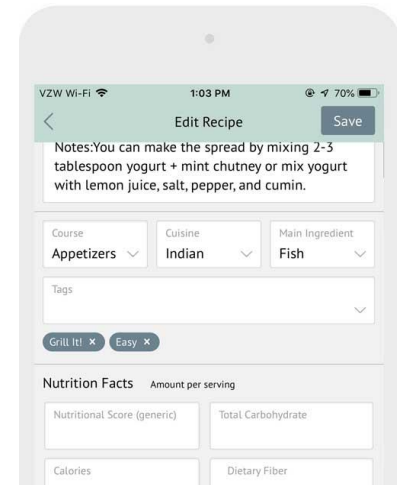 VZW Wi-Fi 1:03 PM 70%
Edit Recipe Save
Notes:You can make the spread by mixing 2-3
tablespoon yogurt + mint chutney or mix yogurt
with lemon juice, salt, pepper, and cumin.
Course Cuisine Main Ingredient
Appetizers Indian Fish
Tags
Grill It! × Easy ×
Nutrition Facts Amount per serving
Nutritional Score (generic) Total Carbohydrate
Calories Dietary Fiber